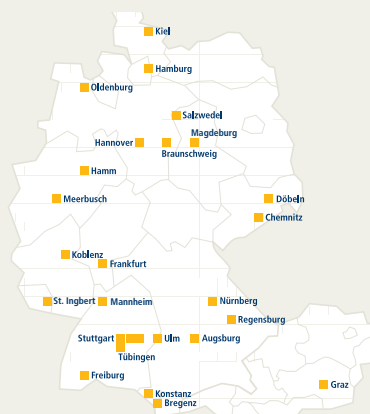 Kiel
Hamburg
Oldenburg
Salzwedel
Magdeburg
Hannover
Braunschweig
Hamm
Meerbusch
Döbeln
Chemnitz
Koblenz
Frankfurt
St. Ingbert
Mannheim
Nürnberg
Regensburg
Stuttgart
Ulm
Augsburg
Tübingen
Freiburg
Graz
Konstanz
Bregenz